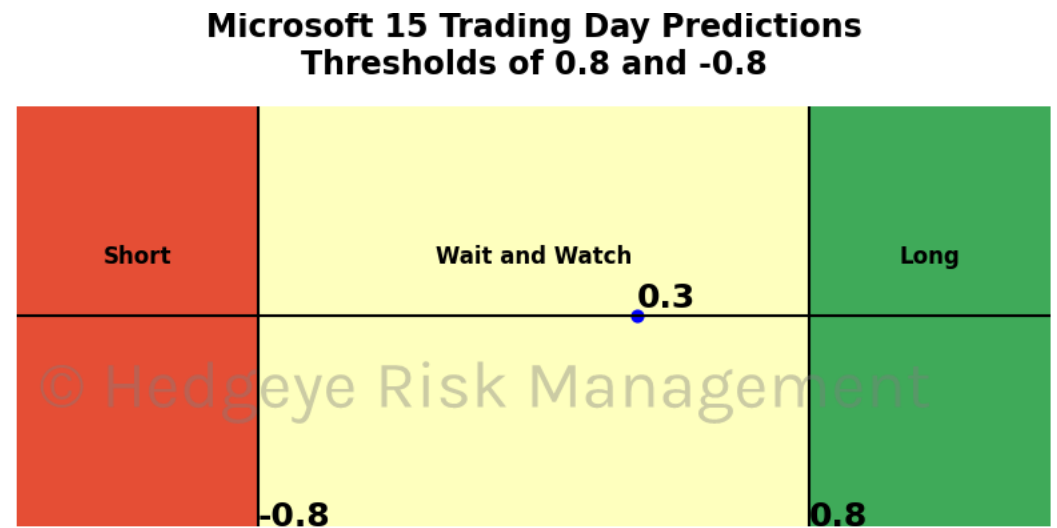 Microsoft 15 Trading Day Predictions
Thresholds of 0.8 and -0.8
Short
Wait and Watch
Long
0.3
© Hedgeye Risk Management
-0.8
0.8